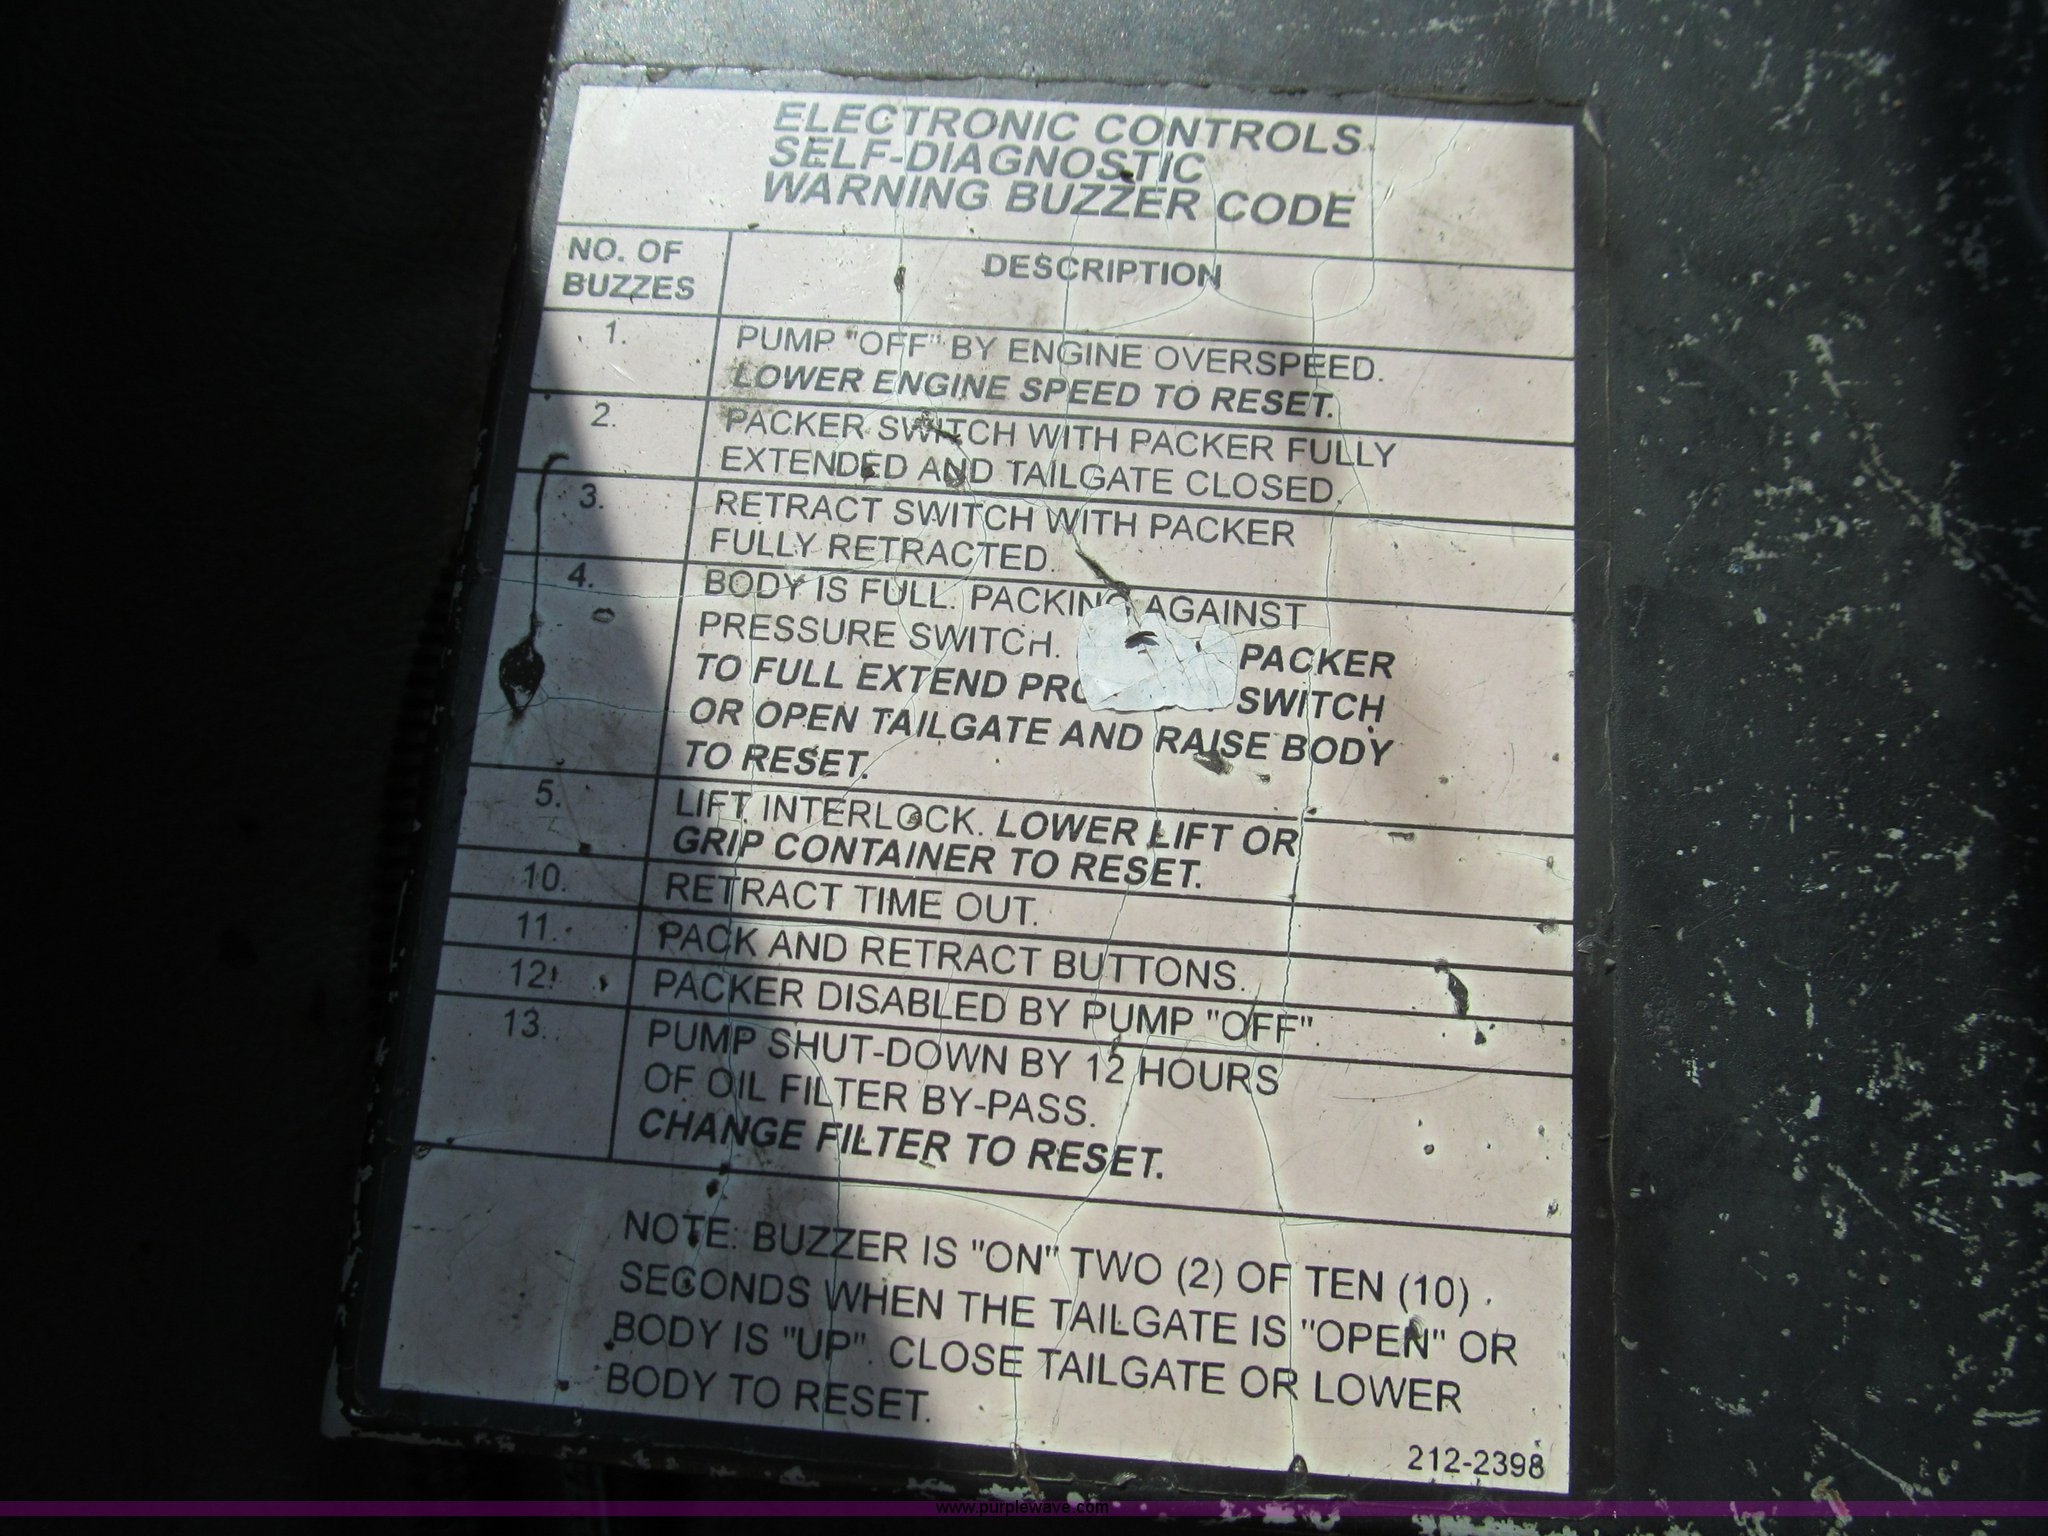 ELECTRONIC CONTROLS
SELF-DIAGNOSTIC
WARNING BUZZER CODE
NO. OF
BUZZES
DESCRIPTION
1.
PUMP "OFF" BY ENGINE OVERSPEED.
LOWER ENGINE SPEED TO RESET.
2.
PACKER SWITCH WITH PACKER FULLY
EXTENDED AND TAILGATE CLOSED.
3.
RETRACT SWITCH WITH PACKER
FULLY RETRACTED.
4.
BODY IS FULL. PACKING AGAINST
PRESSURE SWITCH. PACKER
TO FULL EXTEND SWITCH
OR OPEN TAILGATE AND RAISE BODY
TO RESET.
5.
LIFT INTERLOCK. LOWER LIFT OR
GRIP CONTAINER TO RESET.
10.
RETRACT TIME OUT.
11.
PACK AND RETRACT BUTTONS.
12.
PACKER DISABLED BY PUMP "OFF"
13.
PUMP SHUT-DOWN BY 12 HOURS
OF OIL FILTER BY-PASS.
CHANGE FILTER TO RESET.
NOTE: BUZZER IS "ON" TWO (2) OF TEN (10)
SECONDS WHEN THE TAILGATE IS "OPEN" OR
BODY IS "UP". CLOSE TAILGATE OR LOWER
BODY TO RESET.
212-2398
www.purplewave.com